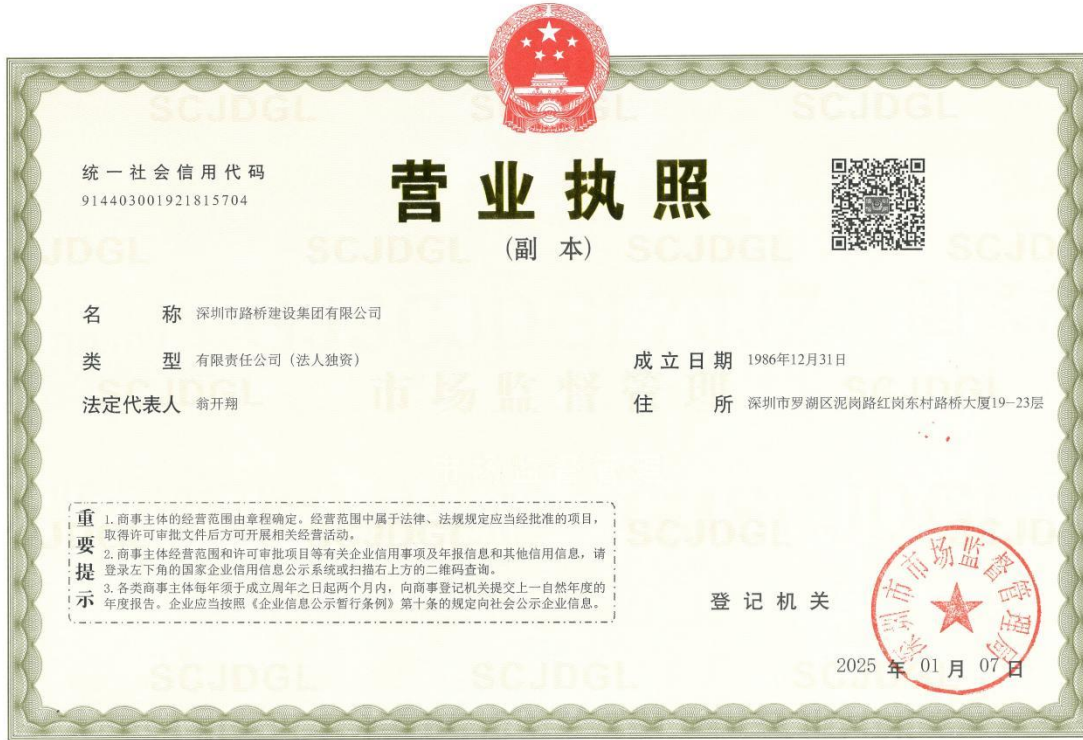 统一社会信用代码
914403001921815704
营业执照
(副 本)
名 称 深圳市路桥建设集团有限公司
类 型 有限责任公司（法人独资）
法定代表人 翁开翔
成立日期 1986年12月31日
住 所 深圳市罗湖区泥岗路红岗东村路桥大厦19-23层
重要提示
1. 商事主体的经营范围由章程确定。经营范围中属于法律、法规规定应当经批准的项目，
取得许可审批文件后方可开展相关经营活动。
2. 商事主体经营范围和许可审批项目等有关企业信用事项及年报信息和其他信用信息，请
登录左下角的国家企业信用信息公示系统或扫描右上方的二维码查询。
3. 各类商事主体每年须于成立周年之日起两个月内，向商事登记机关提交上一自然年度的
年度报告。企业应当按照《企业信息公示暂行条例》第十条的规定向社会公示企业信息。
登记机关
深圳市市场监督管理局
2025 年 01 月 07 日
SCJDGL
市场监督管理